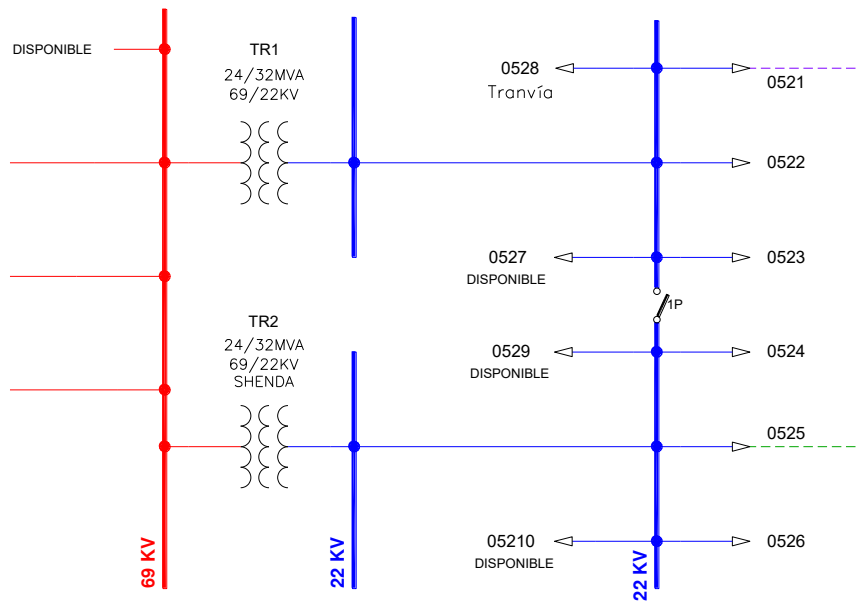 DISPONIBLE
TR1
24/32MVA
69/22KV
TR2
24/32MVA
69/22KV
SHENDA
69 KV
22 KV
0528
Tranvía
0521
0522
0527
DISPONIBLE
0523
1P
0529
DISPONIBLE
0524
0525
05210
DISPONIBLE
0526
22 KV